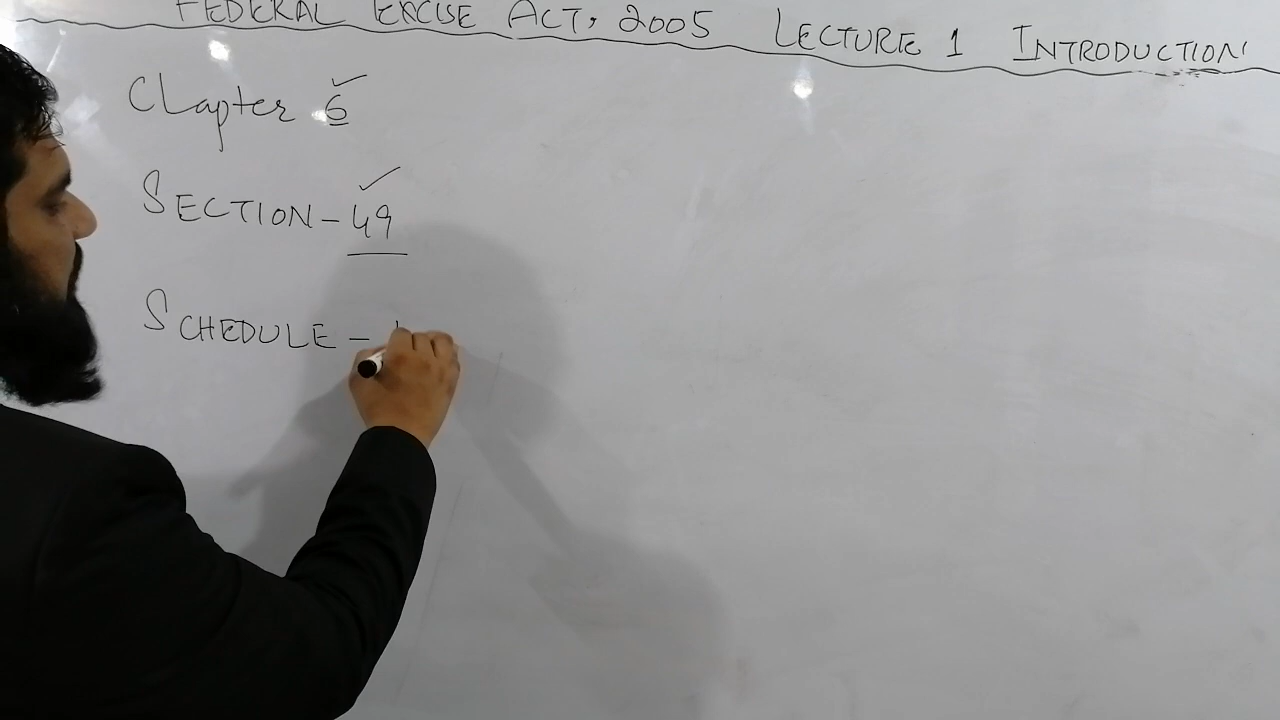 FEDERAL EXCISE ACT, 2005 LECTURE 1 INTRODUCTION
Chapter 6
SECTION - 49
SCHEDULE -